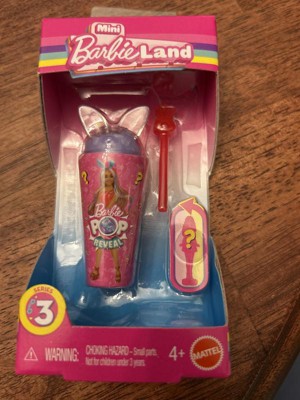 Mini
Barbie Land
?
?
Barbie
POP
REVEAL
?
SERIES
3
WARNING: CHOKING HAZARD - Small parts.
Not for children under 3 years.
4+
MATTEL